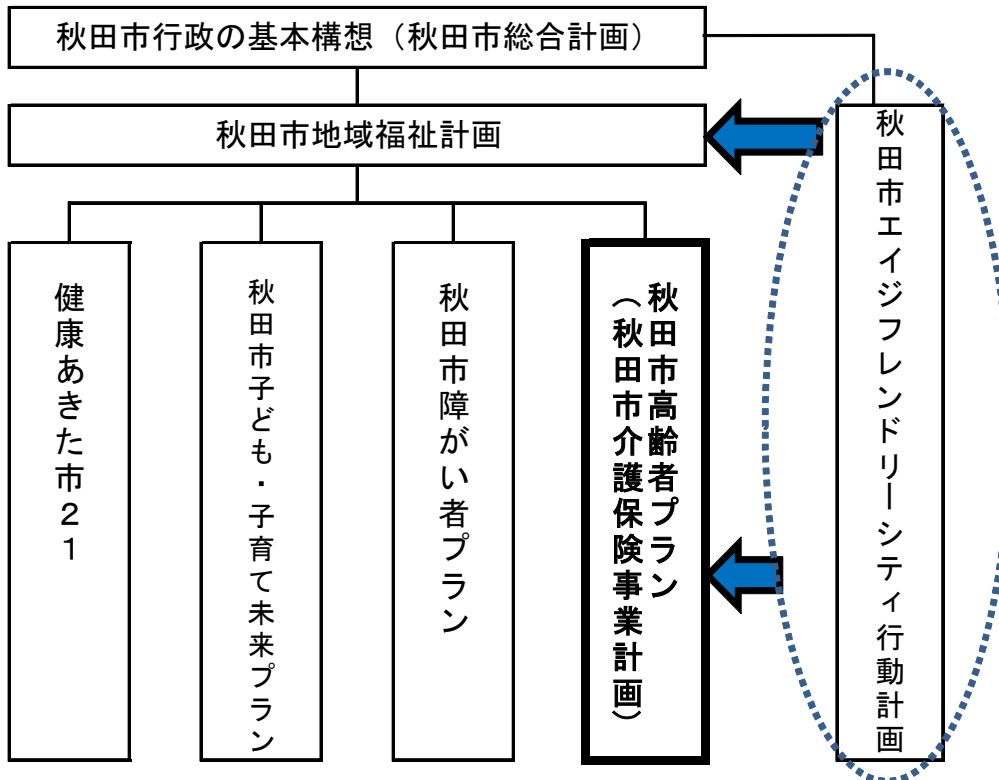 秋田市行政の基本構想（秋田市総合計画）
秋田市地域福祉計画
健康あきた市２１
秋田市子ども・子育て未来プラン
秋田市障がい者プラン
秋田市高齢者プラン
（秋田市介護保険事業計画）
秋田市エイジフレンドリーシティ行動計画